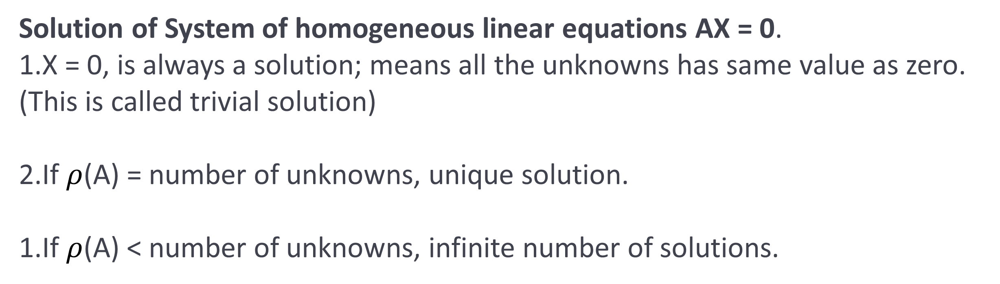 Solution of System of homogeneous linear equations AX = 0.
1.X = 0, is always a solution; means all the unknowns has same value as zero.
(This is called trivial solution)
2.If ρ(A) = number of unknowns, unique solution.
1.If ρ(A) < number of unknowns, infinite number of solutions.